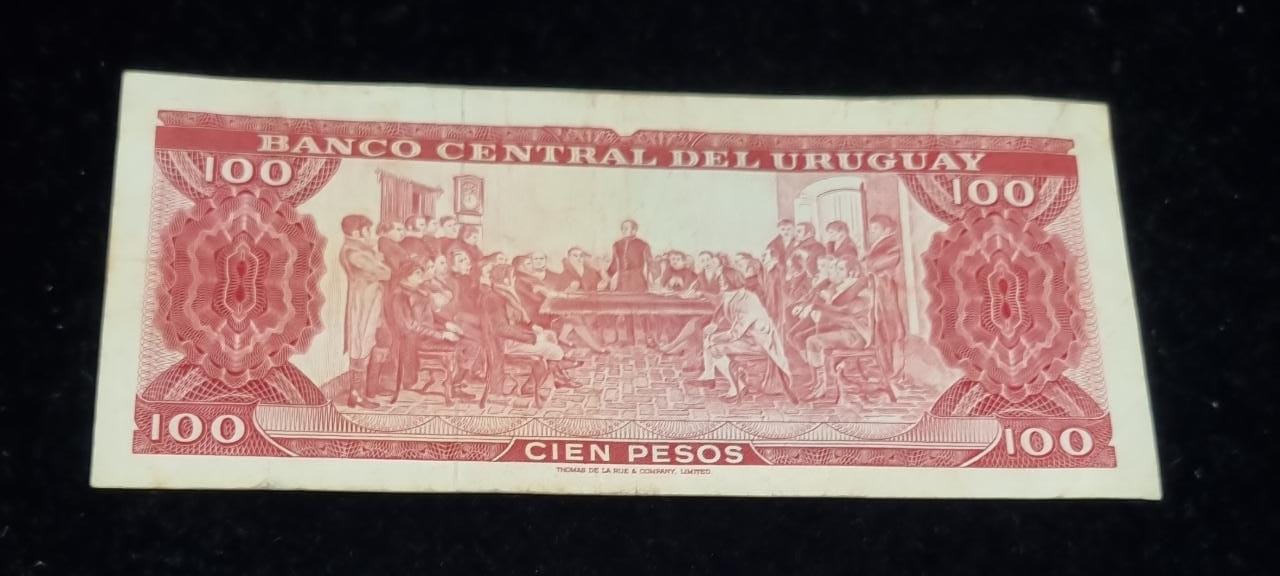 BANCO CENTRAL DEL URUGUAY
100 100
100 100
CIEN PESOS
THOMAS DE LA RUE & COMPANY, LIMITED.